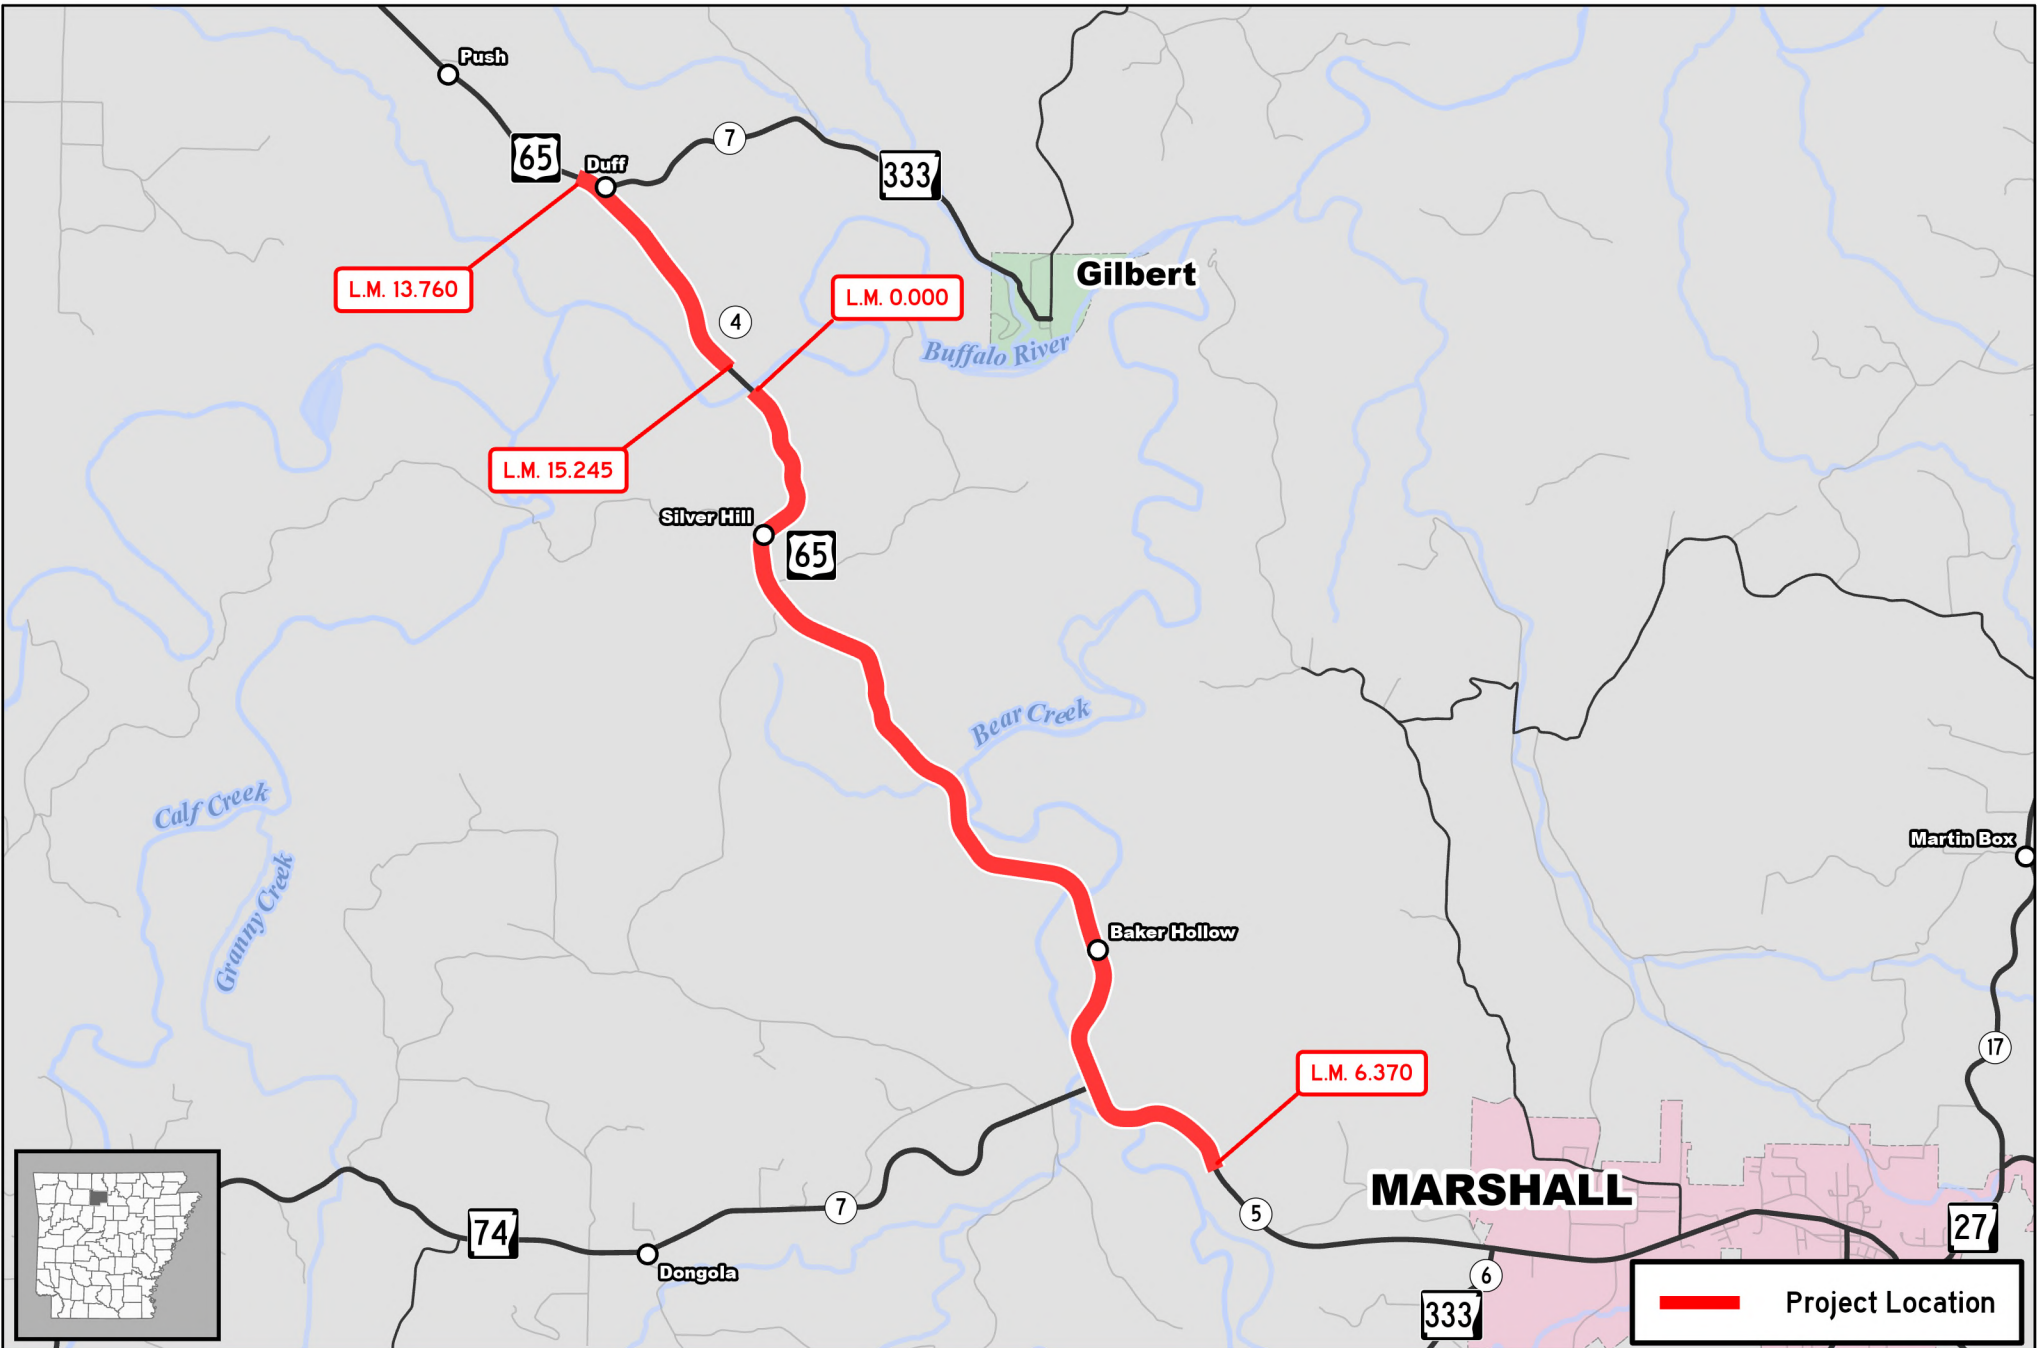 Push
65
Duff
7
333
L.M. 13.760
L.M. 0.000
Gilbert
4
Buffalo River
L.M. 15.245
Silver Hill
65
Bear Creek
Calf Creek
Granny Creek
Martin Box
Baker Hollow
17
L.M. 6.370
MARSHALL
7
5
74
27
Dongola
6
333
Project Location